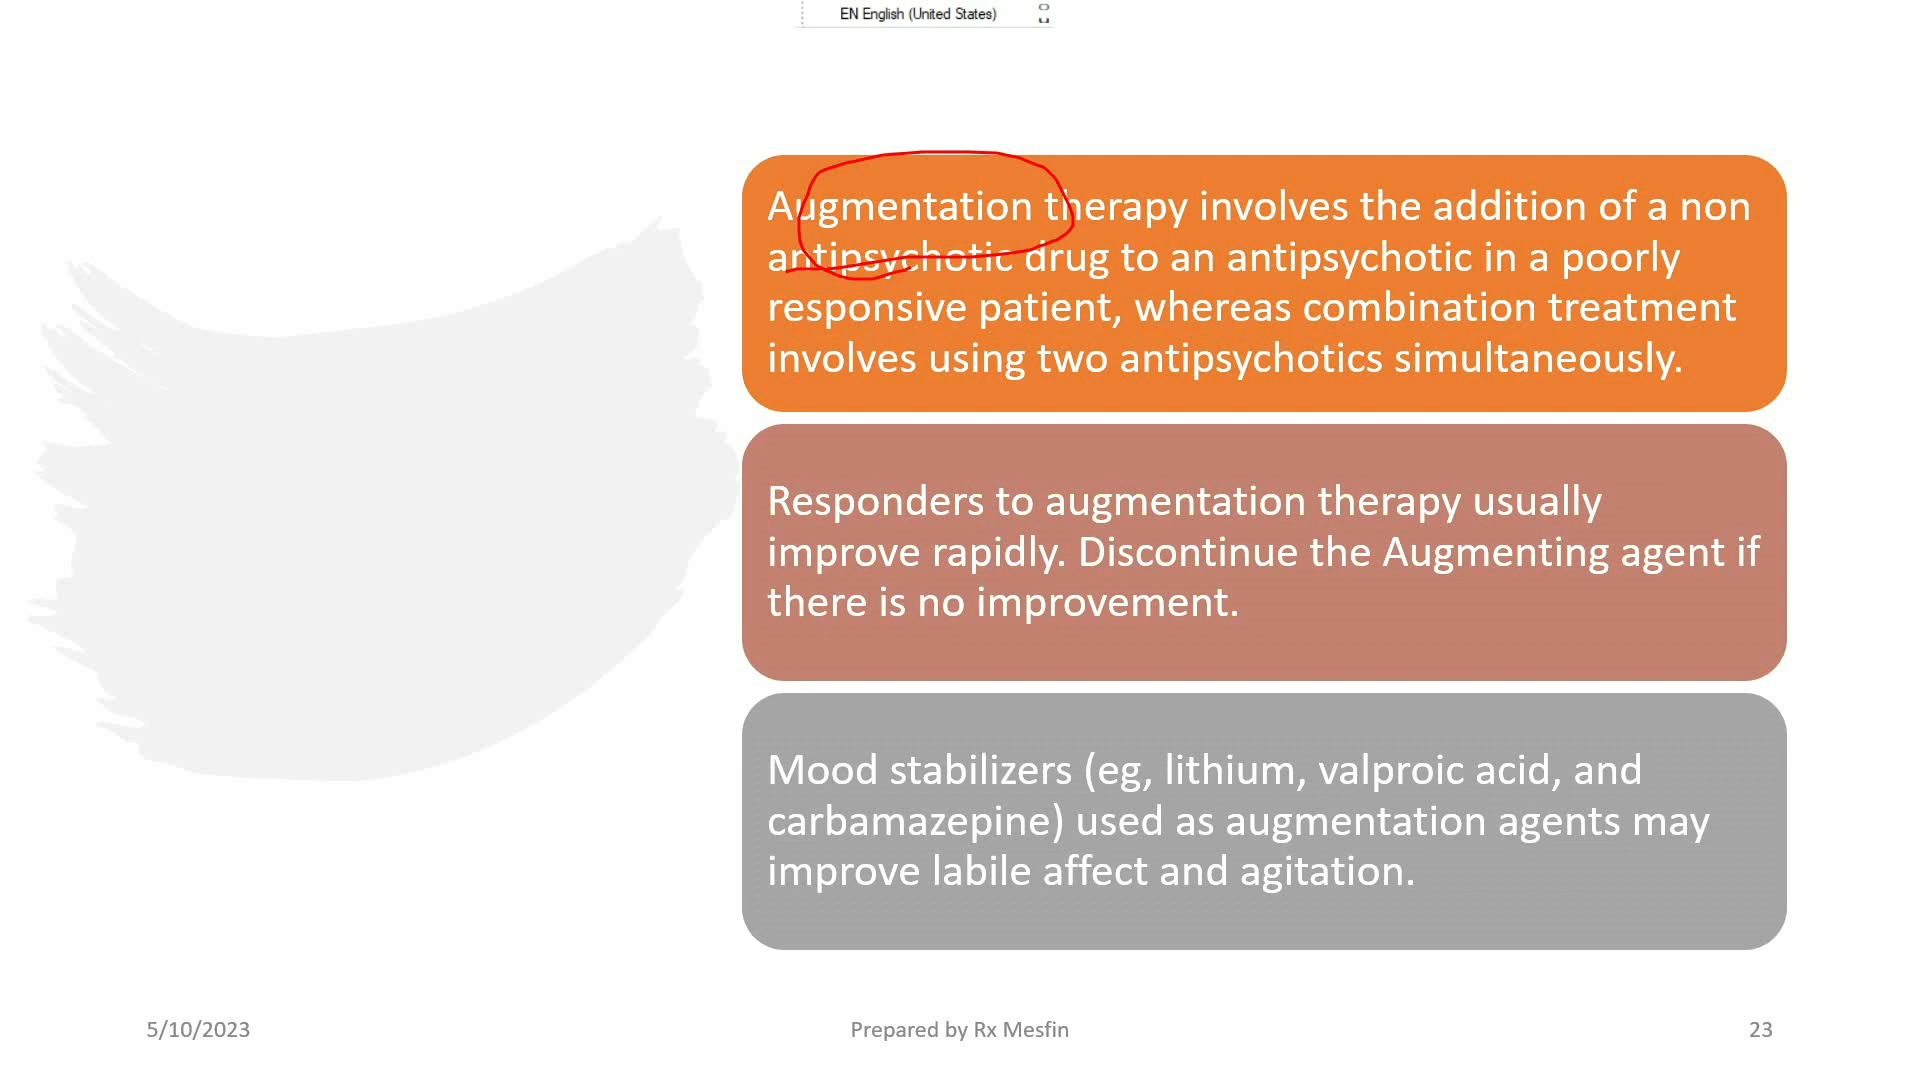 EN English (United States)
Augmentation therapy involves the addition of a non
antipsychotic drug to an antipsychotic in a poorly
responsive patient, whereas combination treatment
involves using two antipsychotics simultaneously.
Responders to augmentation therapy usually
improve rapidly. Discontinue the Augmenting agent if
there is no improvement.
Mood stabilizers (eg, lithium, valproic acid, and
carbamazepine) used as augmentation agents may
improve labile affect and agitation.
5/10/2023
Prepared by Rx Mesfin
23